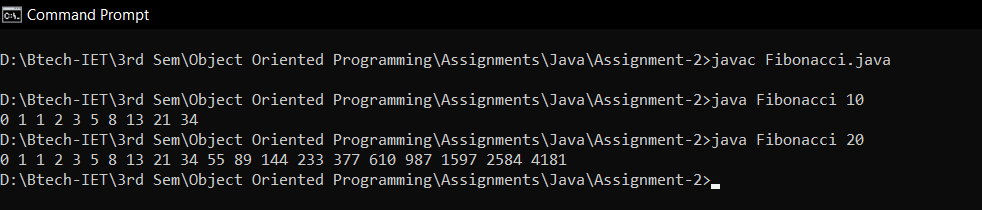 Command Prompt
D:\Btech-IET\3rd Sem\Object Oriented Programming\Assignments\Java\Assignment-2>javac Fibonacci.java
D:\Btech-IET\3rd Sem\Object Oriented Programming\Assignments\Java\Assignment-2>java Fibonacci 10
0 1 1 2 3 5 8 13 21 34
D:\Btech-IET\3rd Sem\Object Oriented Programming\Assignments\Java\Assignment-2>java Fibonacci 20
0 1 1 2 3 5 8 13 21 34 55 89 144 233 377 610 987 1597 2584 4181
D:\Btech-IET\3rd Sem\Object Oriented Programming\Assignments\Java\Assignment-2>